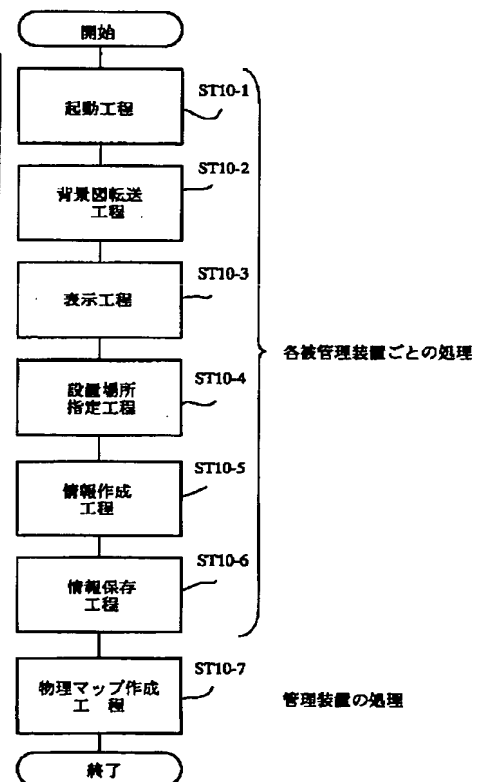 開始
起動工程
ST10-1
背景図転送
工程
ST10-2
表示工程
ST10-3
設置場所
指定工程
ST10-4
各被管理装置ごとの処理
情報作成
工程
ST10-5
情報保存
工程
ST10-6
物理マップ作成
工　程
ST10-7
管理装置の処理
終了